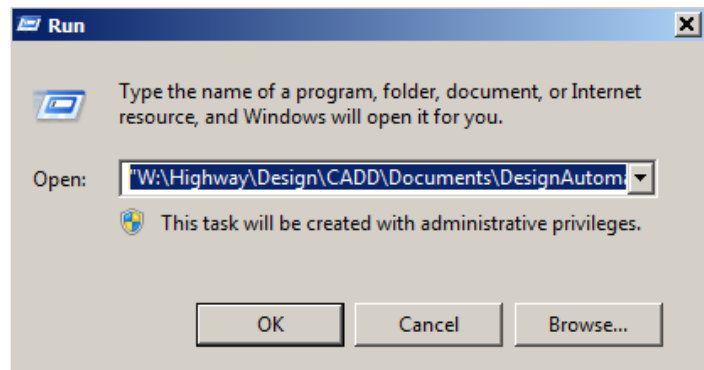 Run
Type the name of a program, folder, document, or Internet
resource, and Windows will open it for you.
Open:
"W:\Highway\Design\CADD\Documents\DesignAutoma
This task will be created with administrative privileges.
OK
Cancel
Browse...